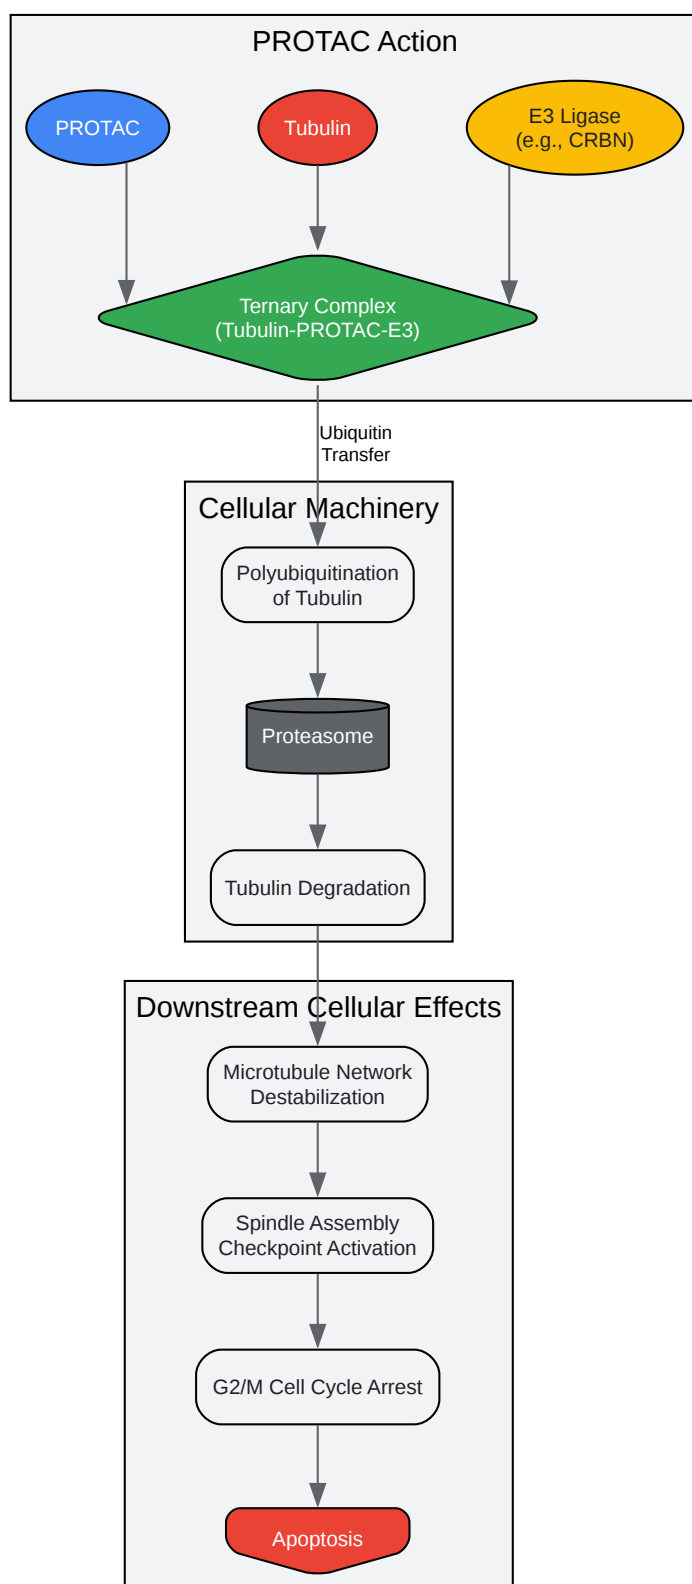 PROTAC Action
PROTAC
Tubulin
E3 Ligase
(e.g., CRBN)
Ternary Complex
(Tubulin-PROTAC-E3)
Ubiquitin
Transfer
Cellular Machinery
Polyubiquitination
of Tubulin
Proteasome
Tubulin Degradation
Downstream Cellular Effects
Microtubule Network
Destabilization
Spindle Assembly
Checkpoint Activation
G2/M Cell Cycle Arrest
Apoptosis